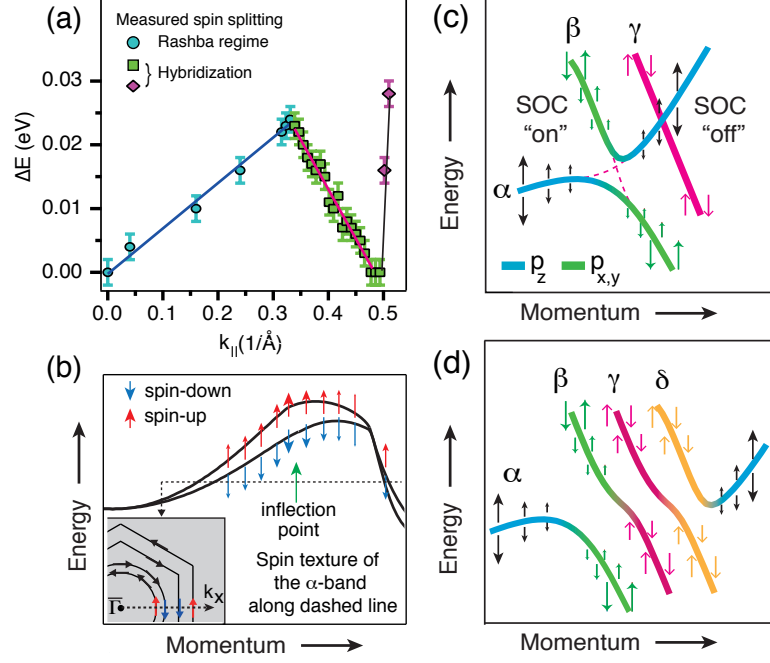 (a)
Measured spin splitting
Rashba regime
} Hybridization
0.03
0.02
0.01
0.00
ΔE (eV)
0.0
0.1
0.2
0.3
0.4
0.5
k||(1/Å)
(b)
spin-down
spin-up
inflection
point
Spin texture of
the α-band
along dashed line
Γ
kX
Energy
Momentum
(c)
β
γ
SOC
"on"
SOC
"off"
α
pz
px,y
Energy
Momentum
(d)
β
γ
δ
α
Energy
Momentum